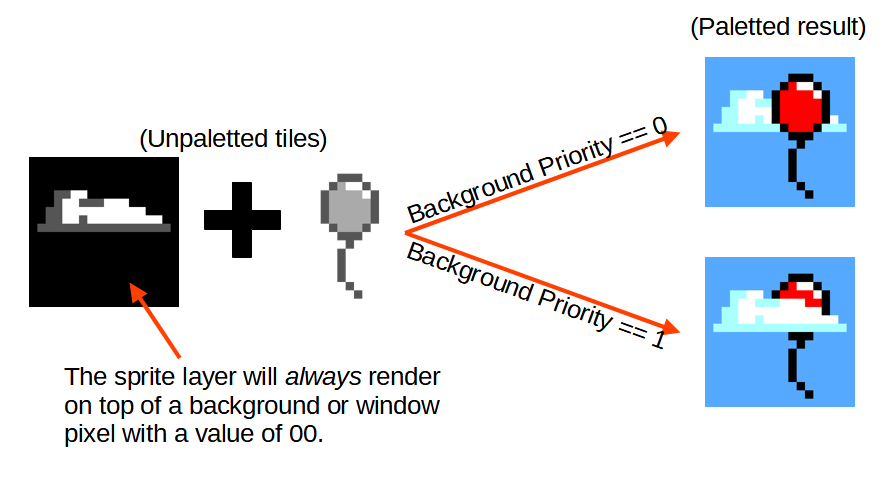 (Paletted result)
(Unpaletted tiles)
Background Priority == 0
Background Priority == 1
The sprite layer will always render
on top of a background or window
pixel with a value of 00.